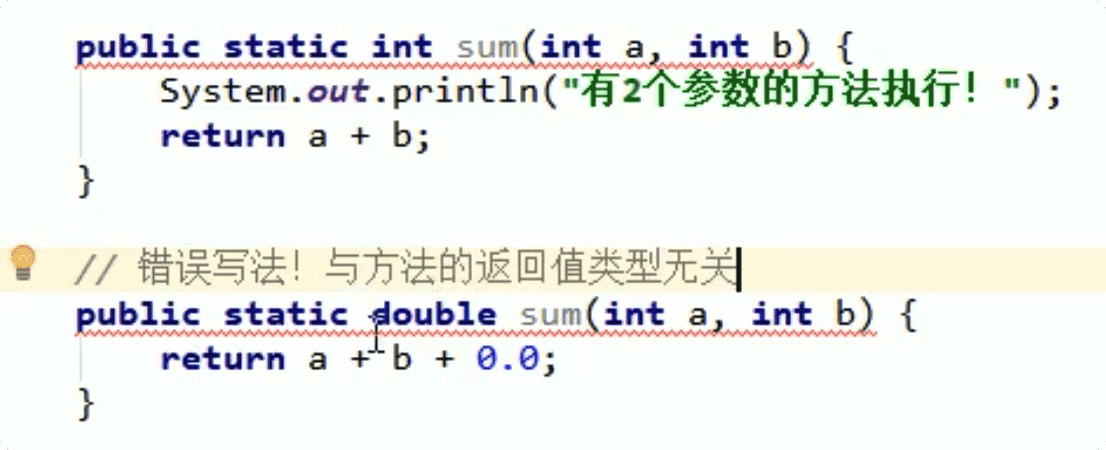 public static int sum(int a, int b) {
System.out.println("有2个参数的方法执行！");
return a + b;
}
// 错误写法！与方法的返回值类型无关
public static double sum(int a, int b) {
return a + b + 0.0;
}